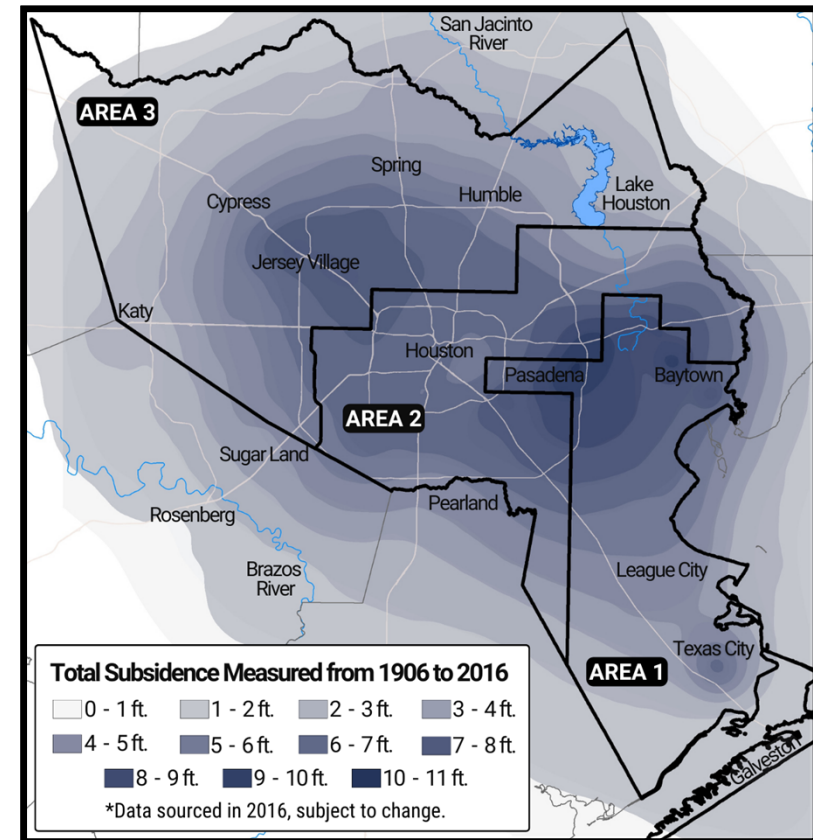 San Jacinto
River
AREA 3
Spring
Humble
Cypress
Lake
Houston
Jersey Village
Katy
Houston
Pasadena
Baytown
AREA 2
Sugar Land
Pearland
Rosenberg
Brazos
River
League City
Texas City
AREA 1
Galveston
Total Subsidence Measured from 1906 to 2016
0 - 1 ft. 1 - 2 ft. 2 - 3 ft. 3 - 4 ft.
4 - 5 ft. 5 - 6 ft. 6 - 7 ft. 7 - 8 ft.
8 - 9 ft. 9 - 10 ft. 10 - 11 ft.
*Data sourced in 2016, subject to change.